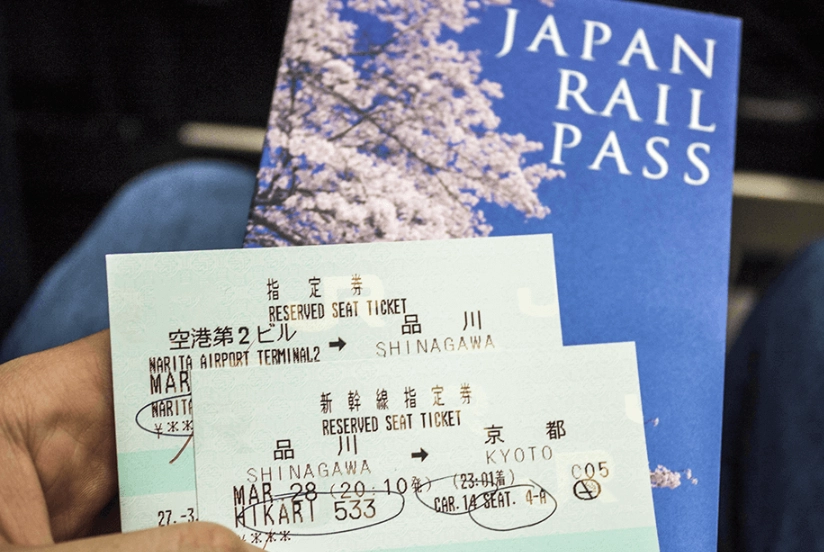 JAPAN
RAIL
PASS
指定券
RESERVED SEAT TICKET
空港第2ビル → 品川
NARITA AIRPORT TERMINAL2 SHINAGAWA
MAR
NARITA
¥***
27.-3
新幹線指定券
RESERVED SEAT TICKET
品川 → 京都
SHINAGAWA KYOTO
MAR.28 (20:10発) (23:01着) C05
HIKARI 533 CAR.14 SEAT. 4-A
¥***